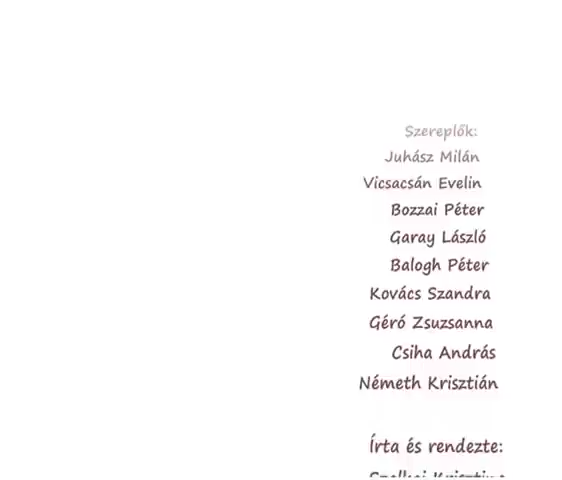 Szereplők:
Juhász Milán
Vicsacsán Evelin
Bozzai Péter
Garay László
Balogh Péter
Kovács Szandra
Géró Zsuzsanna
Csiha András
Németh Krisztián
Írta és rendezte: